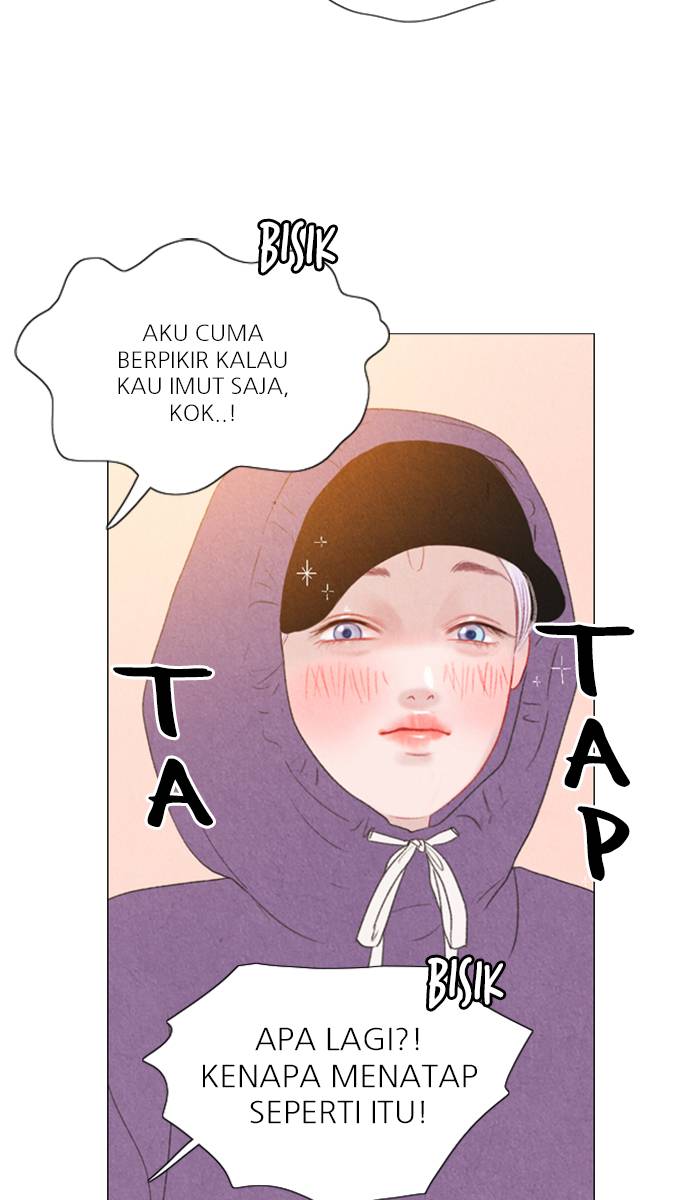 BISIK
AKU CUMA
BERPIKIR KALAU
KAU IMUT SAJA,
KOK..!
TA
TAP
BISIK
APA LAGI?!
KENAPA MENATAP
SEPERTI ITU!